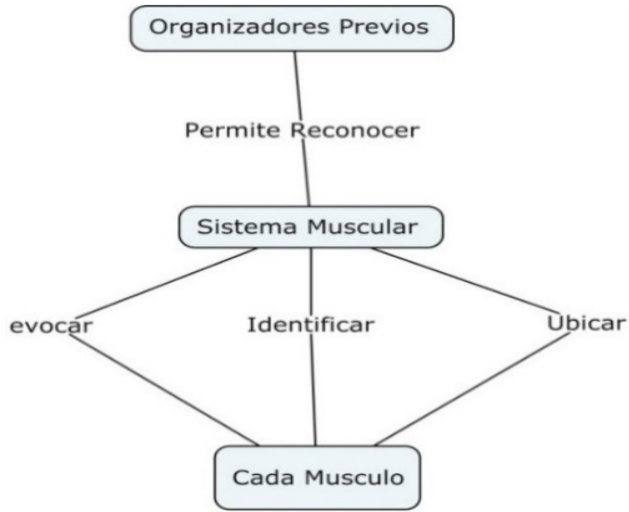 Organizadores Previos
Permite Reconocer
Sistema Muscular
evocar
Identificar
Ubicar
Cada Musculo